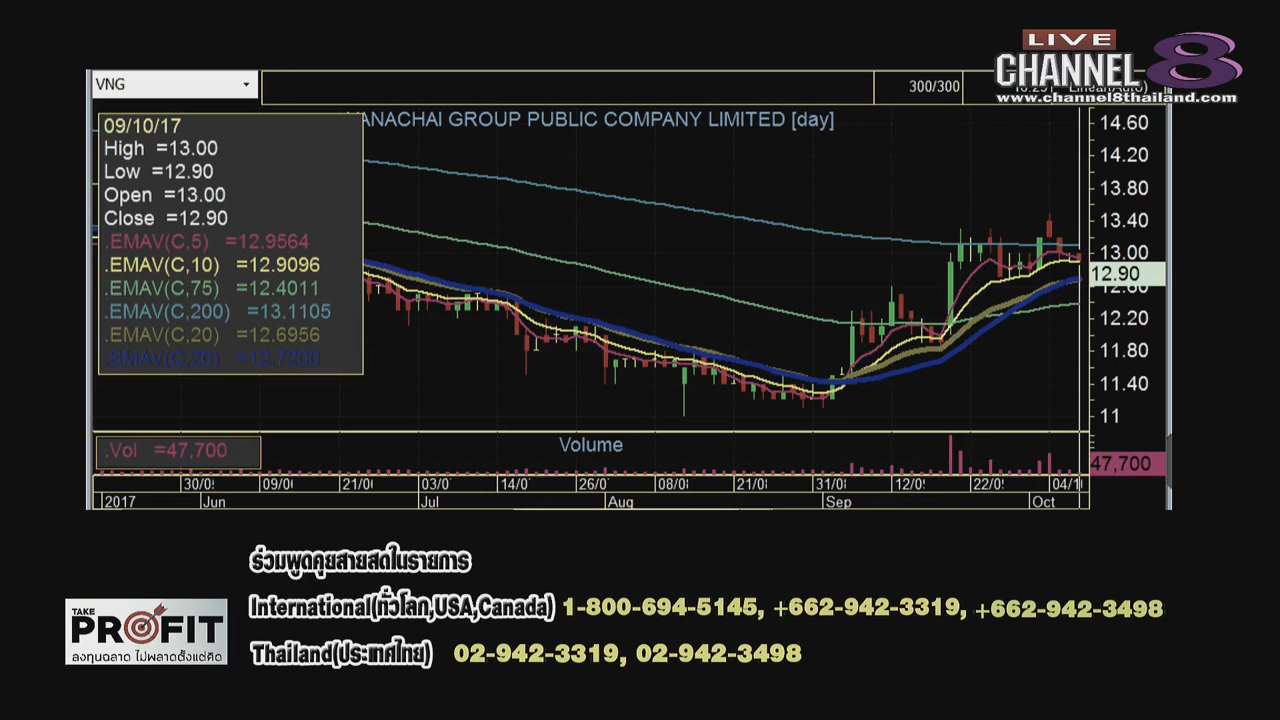 LIVE
CHANNEL 8
www.channel8thailand.com
VNG
300/300
VANACHAI GROUP PUBLIC COMPANY LIMITED [day]
09/10/17
High =13.00
Low =12.90
Open =13.00
Close =12.90
.EMAV(C,5) =12.9564
.EMAV(C,10) =12.9096
.EMAV(C,75) =12.4011
.EMAV(C,200) =13.1105
.EMAV(C,20) =12.6956
.SMAV(C,20) =12.7200
14.60
14.20
13.80
13.40
13.00
12.90
12.60
12.20
11.80
11.40
11
.Vol =47,700
Volume
47,700
30/05 09/0 21/0 03/0 14/0 26/0 08/0 21/0 31/0 12/0 22/0 04/1
2017 Jun Jul Aug Sep Oct
ร่วมพูดคุยสายสดในรายการ
International(ทั่วโลก,USA,Canada) 1-800-694-5145, +662-942-3319, +662-942-3498
Thailand(ประเทศไทย) 02-942-3319, 02-942-3498
TAKE
PROFIT
ลงทุนฉลาด ไม่พลาดตั้งแต่คิด